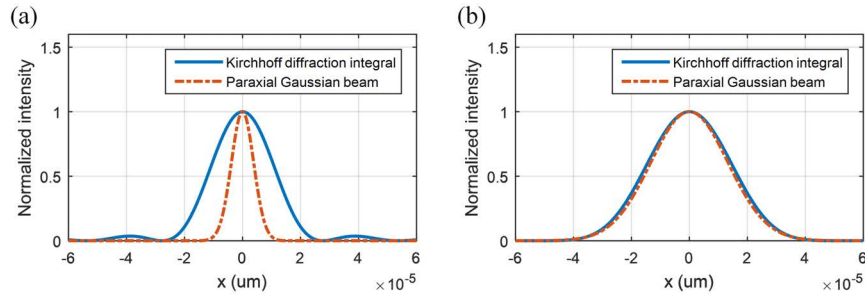 (a)
1.5
1
0.5
0
Normalized intensity
Kirchhoff diffraction integral
Paraxial Gaussian beam
-6 -4 -2 0 2 4 6
x (um)
×10-5
(b)
1.5
1
0.5
0
Normalized intensity
Kirchhoff diffraction integral
Paraxial Gaussian beam
-6 -4 -2 0 2 4 6
x (um)
×10-5